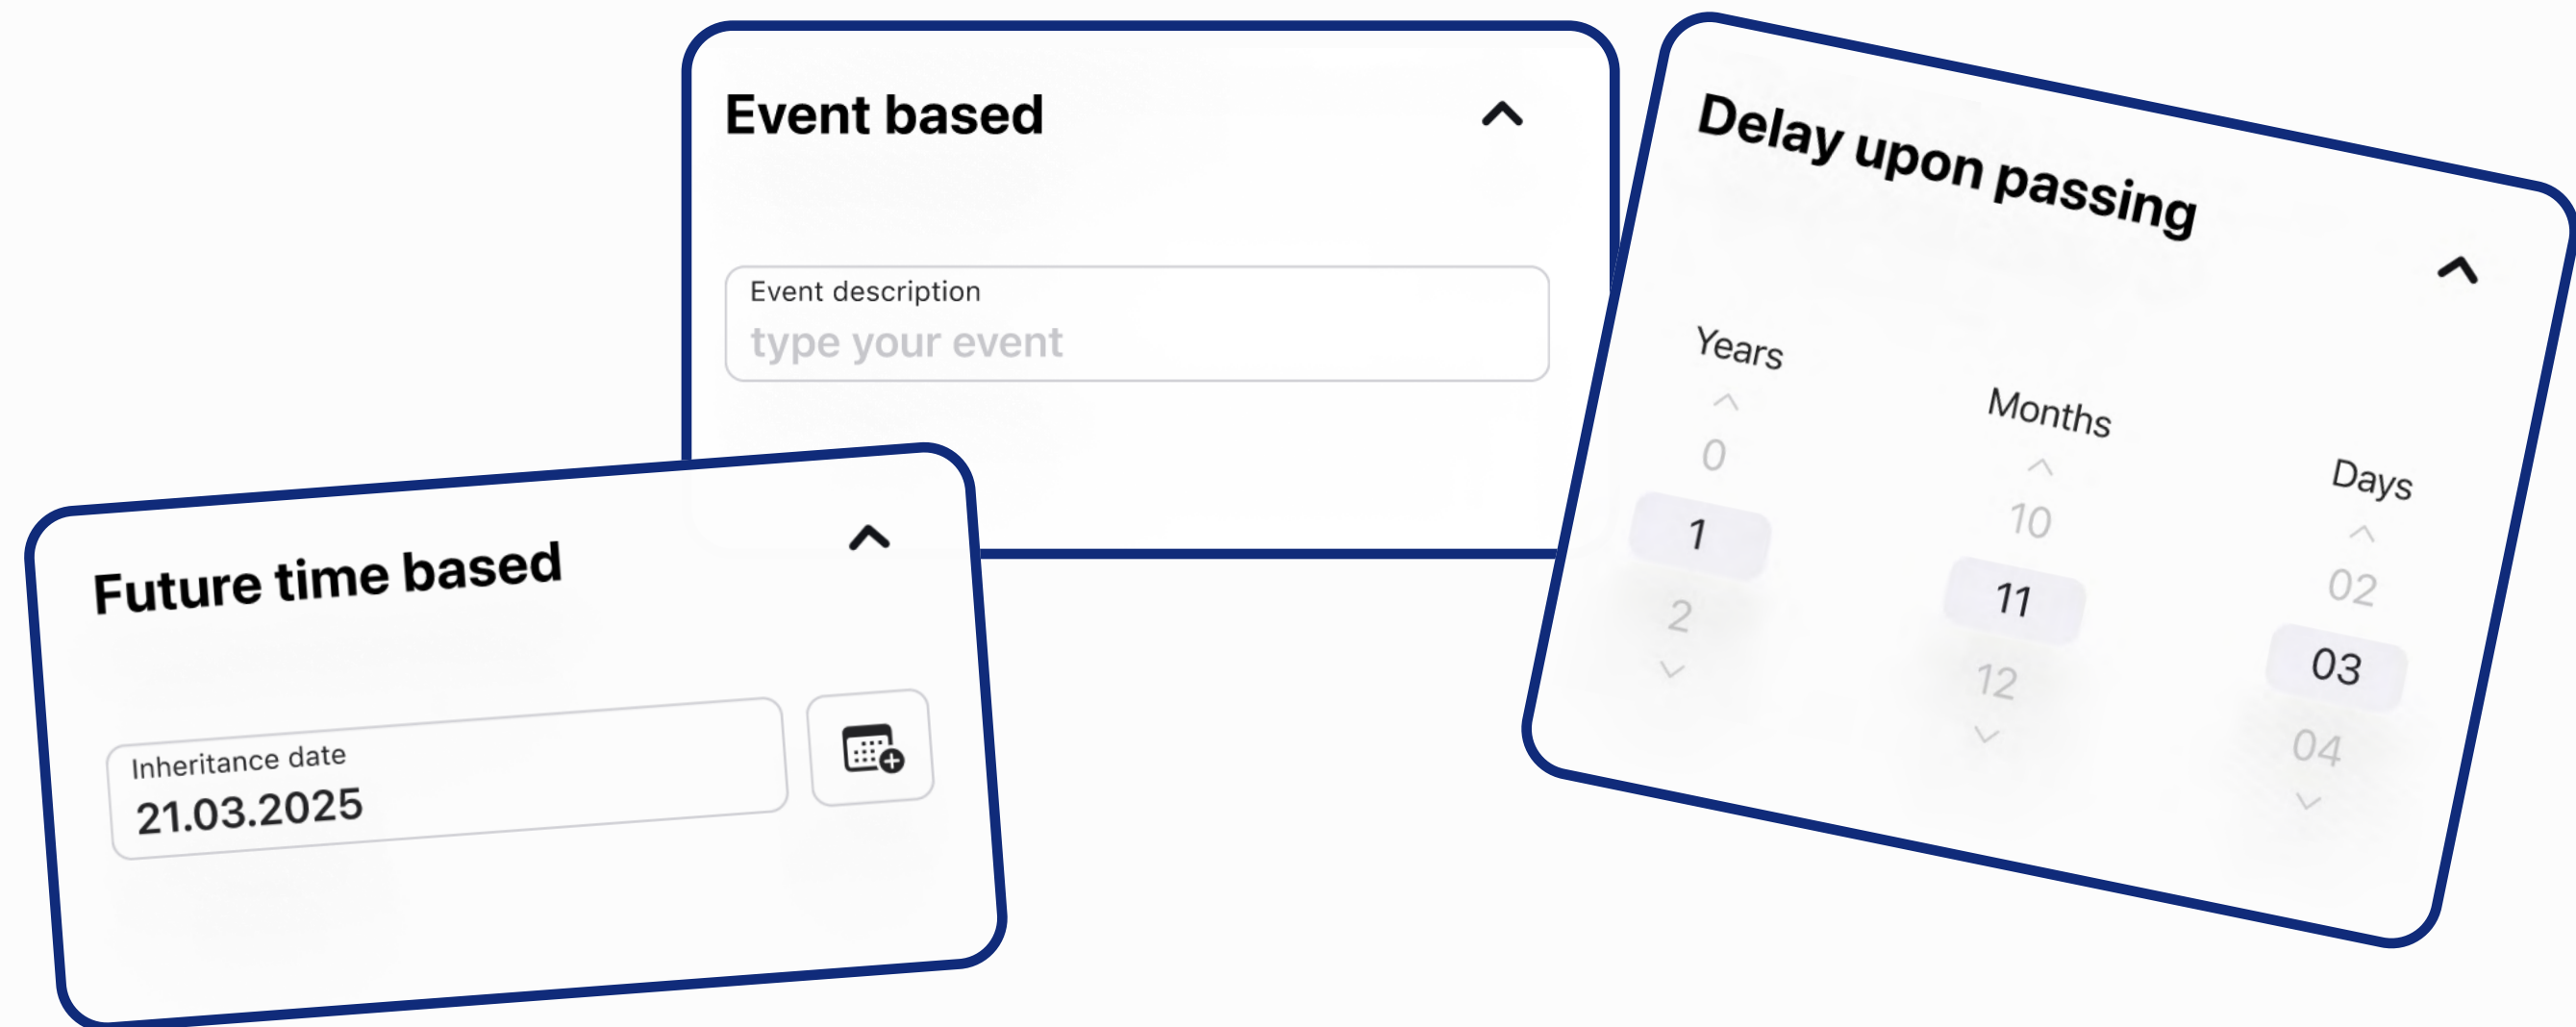 Event based
Event description
type your event
Future time based
Inheritance date
21.03.2025
Delay upon passing
Years
0
1
2
Months
10
11
12
Days
02
03
04